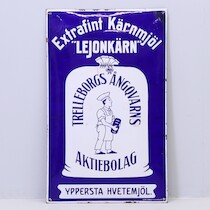 Extrafint Kärnmjöl
"LEJONKÄRN"
TRELLEBORGS ÅNGQVARNS
AKTIEBOLAG
YPPERSTA HVETEMJÖL.